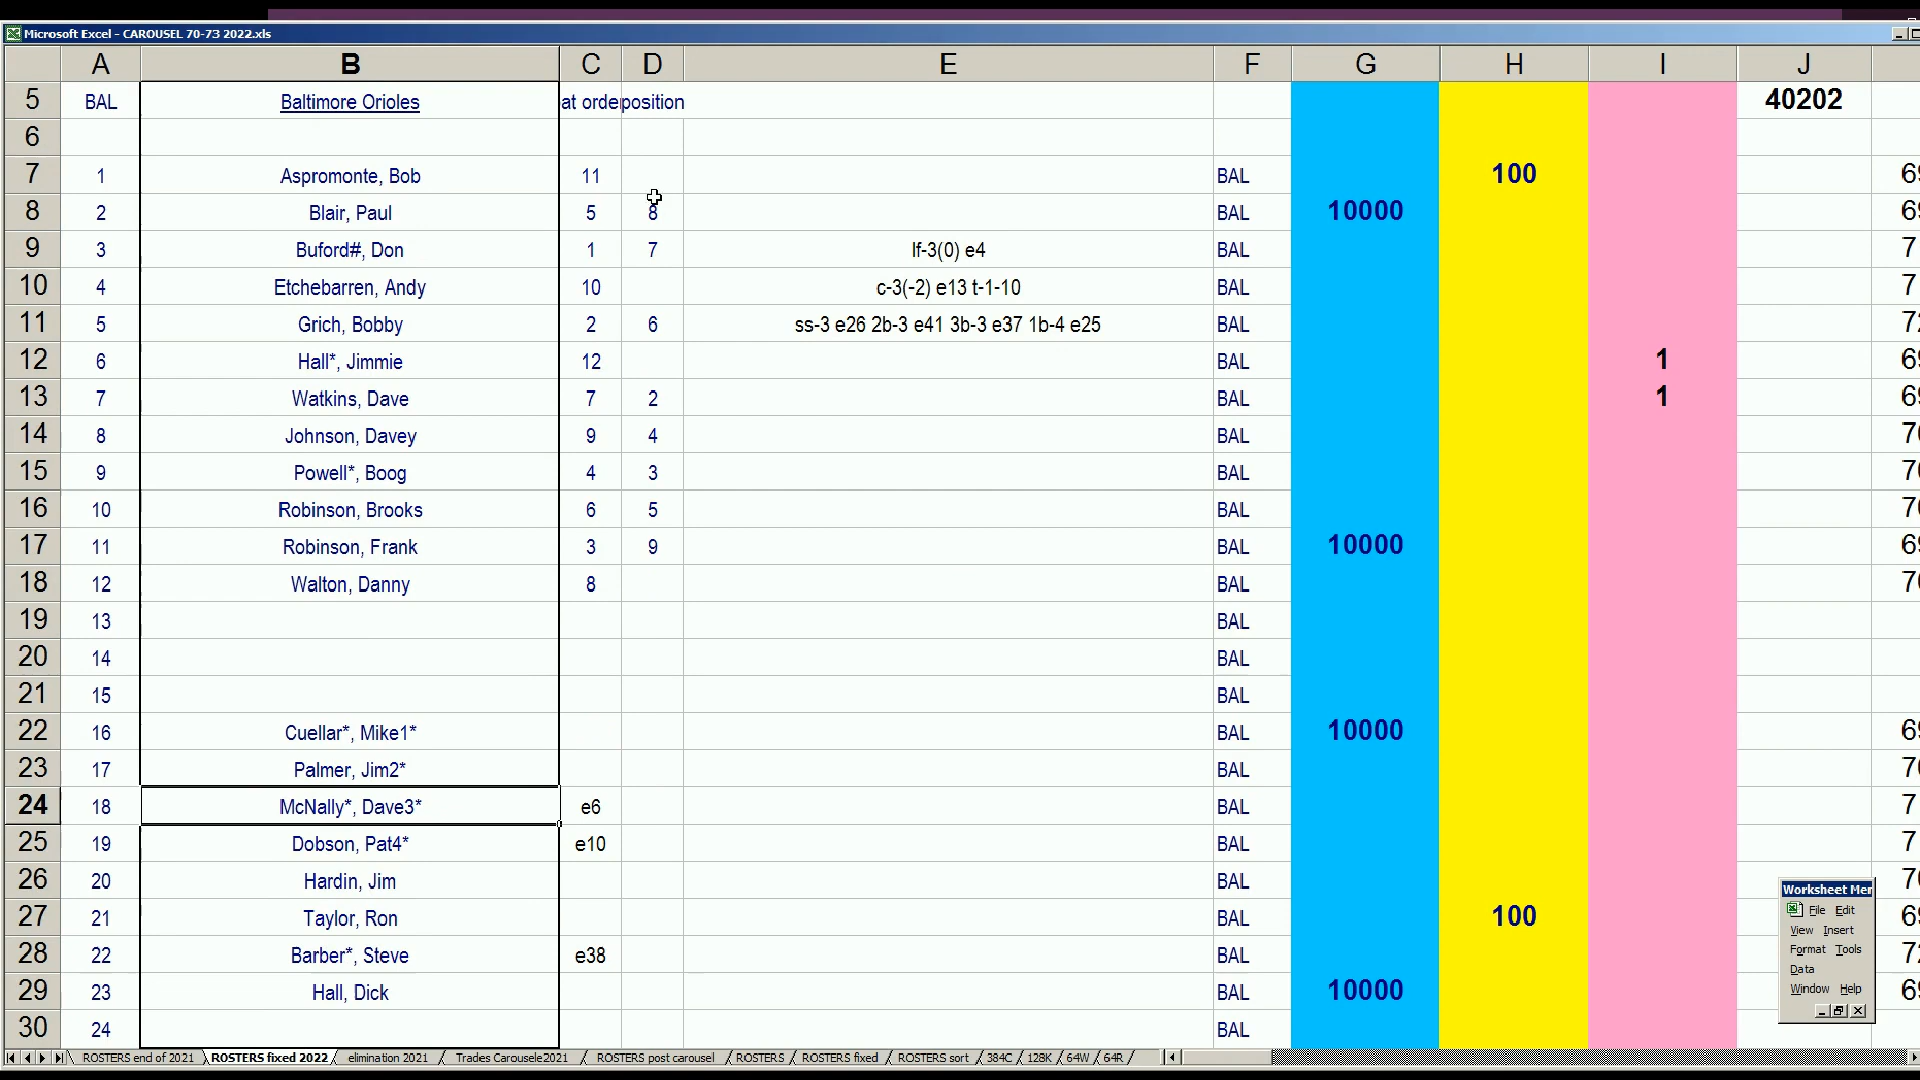 Microsoft Excel - CAROUSEL 70-73 2022.xls
A B C D E F G H I J
5 BAL Baltimore Orioles at orde position 40202
6
7 1 Aspromonte, Bob 11 BAL 100
8 2 Blair, Paul 5 8 BAL 10000
9 3 Buford#, Don 1 7 lf-3(0) e4 BAL
10 4 Etchebarren, Andy 10 c-3(-2) e13 t-1-10 BAL
11 5 Grich, Bobby 2 6 ss-3 e26 2b-3 e41 3b-3 e37 1b-4 e25 BAL
12 6 Hall*, Jimmie 12 BAL 1
13 7 Watkins, Dave 7 2 BAL 1
14 8 Johnson, Davey 9 4 BAL
15 9 Powell*, Boog 4 3 BAL
16 10 Robinson, Brooks 6 5 BAL
17 11 Robinson, Frank 3 9 BAL 10000
18 12 Walton, Danny 8 BAL
19 13 BAL
20 14 BAL
21 15 BAL
22 16 Cuellar*, Mike1* BAL 10000
23 17 Palmer, Jim2* BAL
24 18 McNally*, Dave3* e6 BAL
25 19 Dobson, Pat4* e10 BAL
26 20 Hardin, Jim BAL
27 21 Taylor, Ron BAL 100
28 22 Barber*, Steve e38 BAL
29 23 Hall, Dick BAL 10000
30 24 BAL
Worksheet Mer
File Edit
View Insert
Format Tools
Data
Window Help
ROSTERS end of 2021 ROSTERS fixed 2022 elimination 2021 Trades Carousele2021 ROSTERS post carousel ROSTERS ROSTERS fixed ROSTERS sort 384C 128K 64W 64R